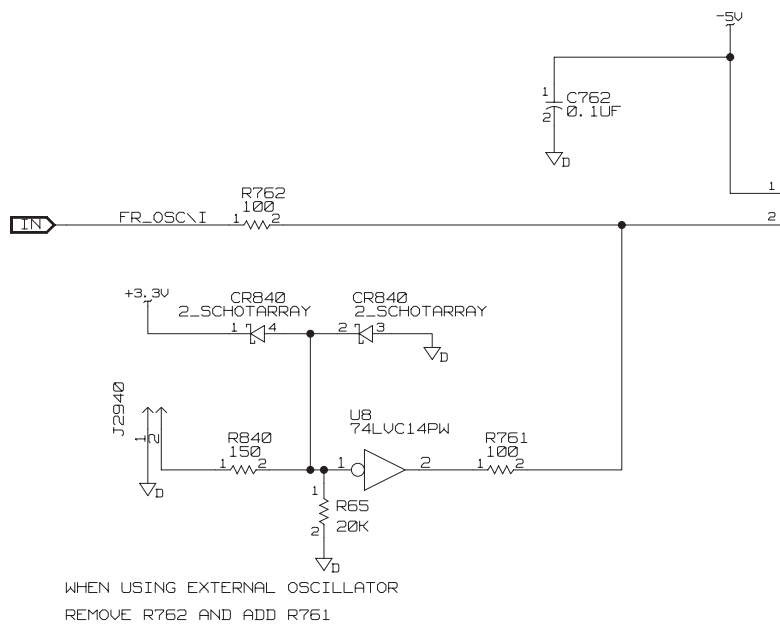 -5V
1
C762
2
0.1UF
D
1
R762
100
IN
FR_OSC\I
1
2
2
+3.3V
CR840
CR840
2_SCHOTARRAY
2_SCHOTARRAY
1
4
2
3
D
J2940
1
2
U8
74LVC14PW
R840
150
1
2
1
2
R761
100
1
2
D
1
R65
2
20K
D
WHEN USING EXTERNAL OSCILLATOR
REMOVE R762 AND ADD R761